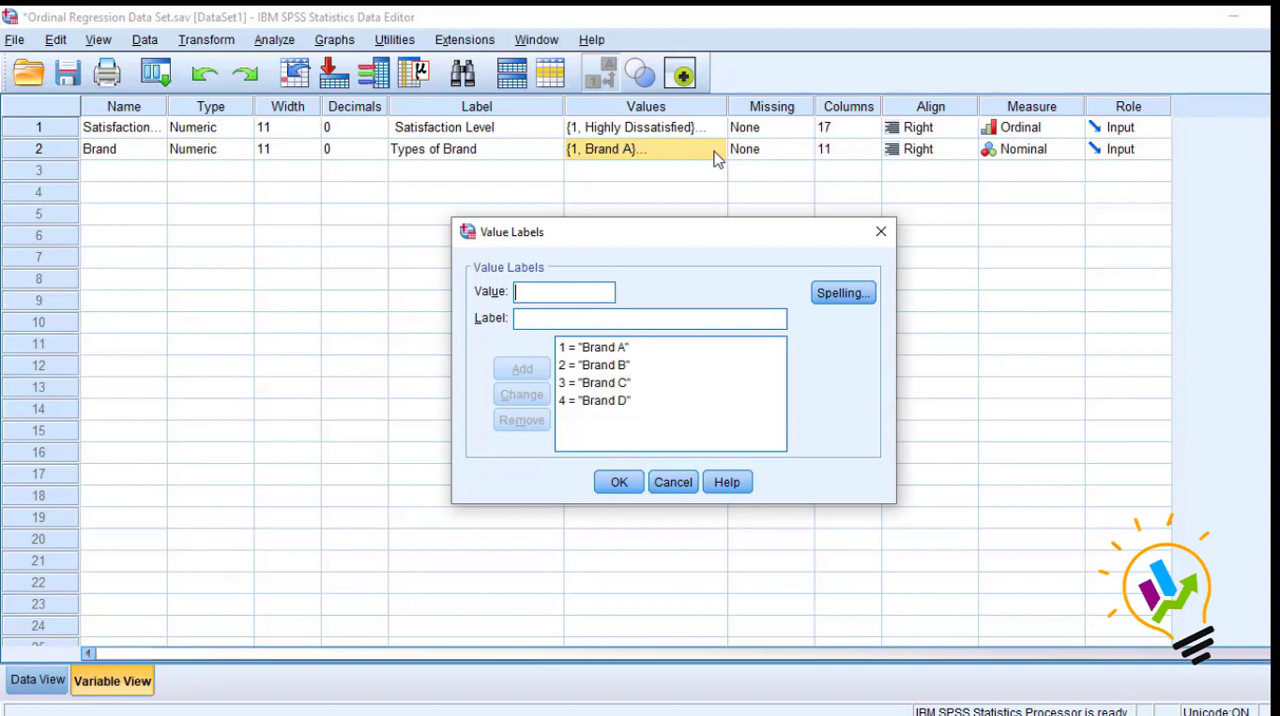 *Ordinal Regression Data Set.sav [DataSet1] - IBM SPSS Statistics Data Editor
File Edit View Data Transform Analyze Graphs Utilities Extensions Window Help
Name Type Width Decimals Label Values Missing Columns Align Measure Role
1 Satisfaction... Numeric 11 0 Satisfaction Level {1, Highly Dissatisfied}... None 17 Right Ordinal Input
2 Brand Numeric 11 0 Types of Brand {1, Brand A}... None 11 Right Nominal Input
3
4
5
6
7
8
9
10
11
12
13
14
15
16
17
18
19
20
21
22
23
24
25
Value Labels
Value Labels
Value:
Spelling...
Label:
1 = "Brand A"
2 = "Brand B"
3 = "Brand C"
4 = "Brand D"
Add
Change
Remove
OK Cancel Help
Data View Variable View
IBM SPSS Statistics Processor is ready Unicode:ON